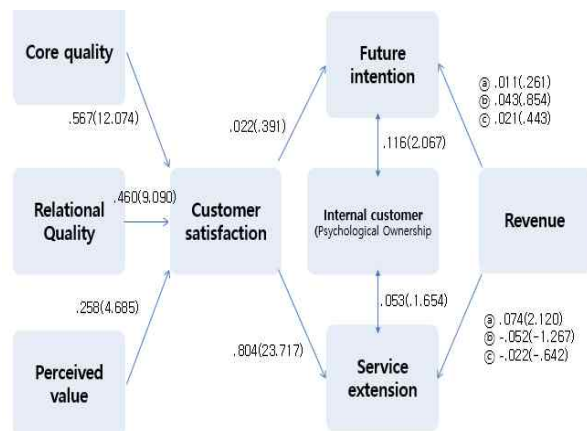 Core quality
Future
intention
ⓐ .011(.261)
ⓑ .043(.854)
ⓒ .021(.443)
.567(12.074)
.022(.391)
.116(2.067)
Relational
Quality
.460(9.090)
Customer
satisfaction
Internal customer
(Psychological Ownership
Revenue
.258(4.685)
.053(.1.654)
ⓐ .074(2.120)
ⓑ -.052(-1.267)
ⓒ -.022(-.642)
.804(23.717)
Perceived
value
Service
extension